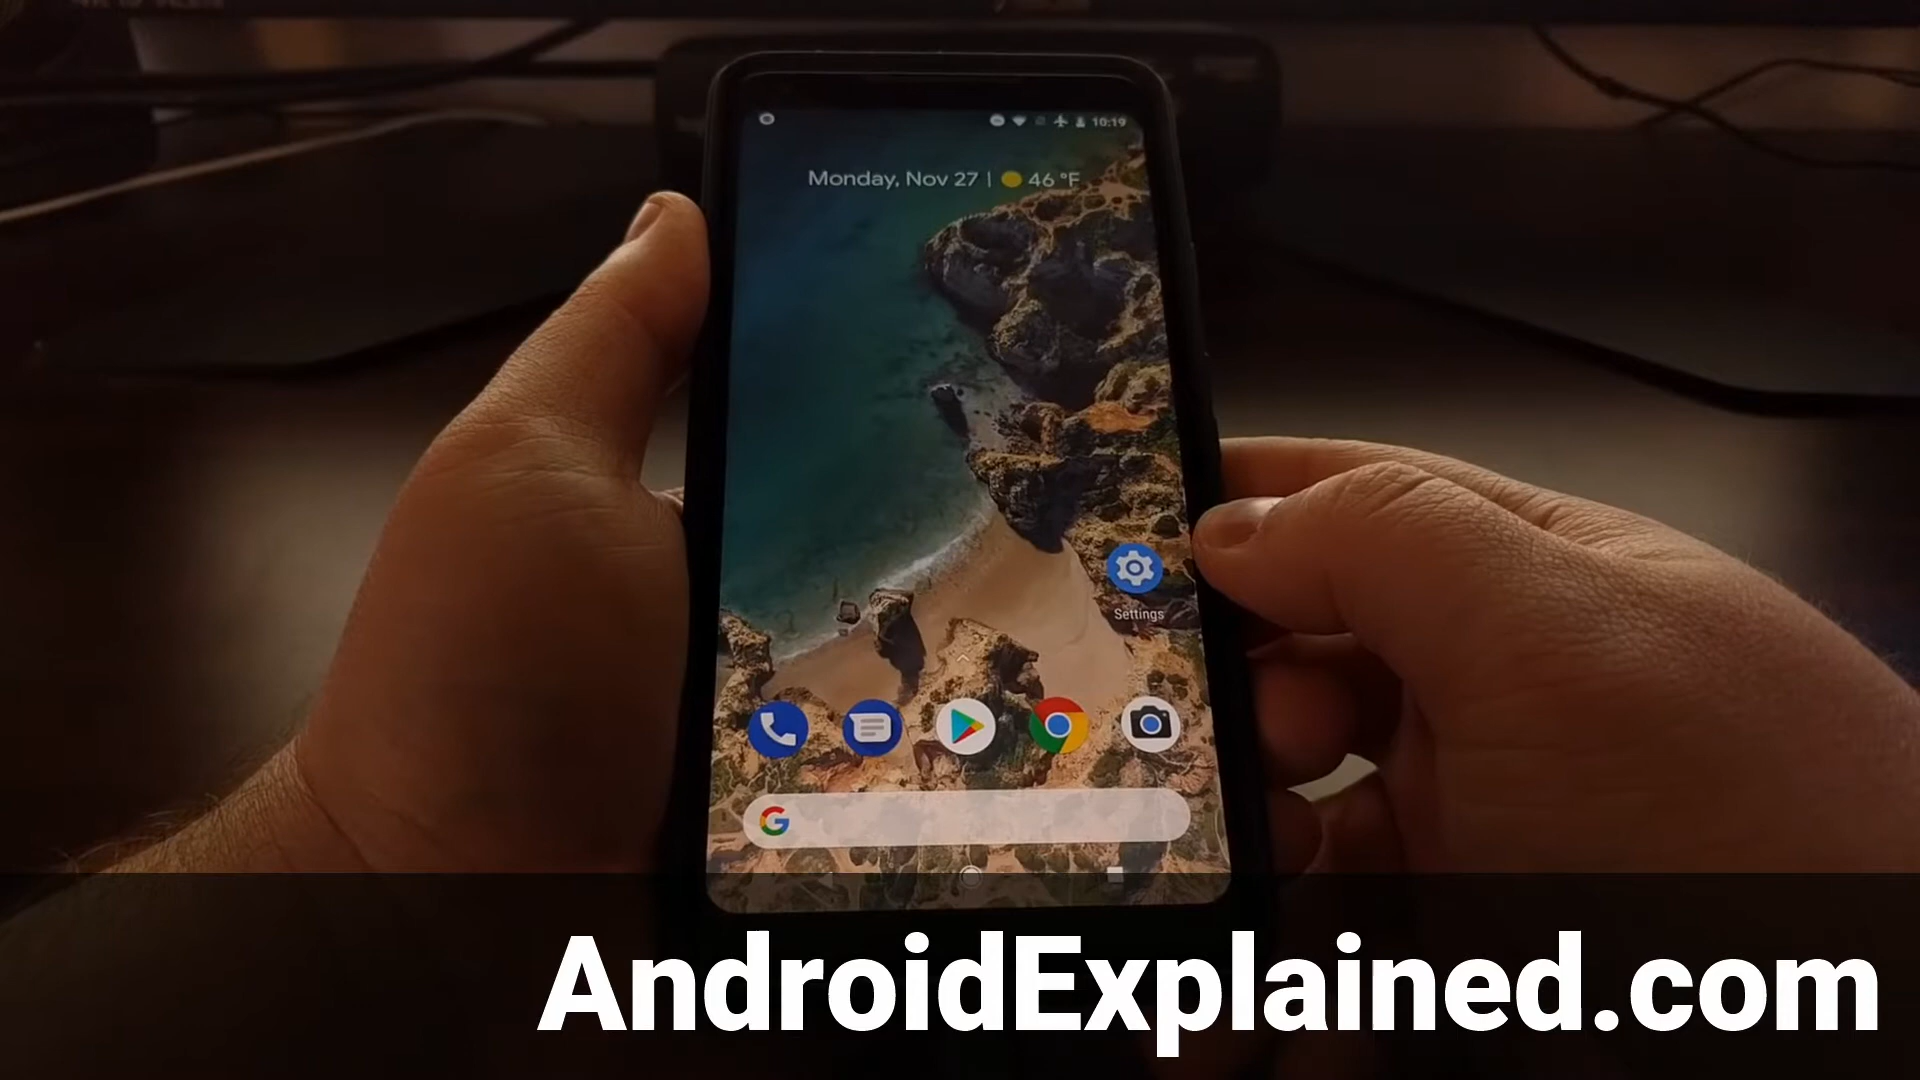 10:19
Monday, Nov 27 | 46 °F
Settings
G
AndroidExplained.com